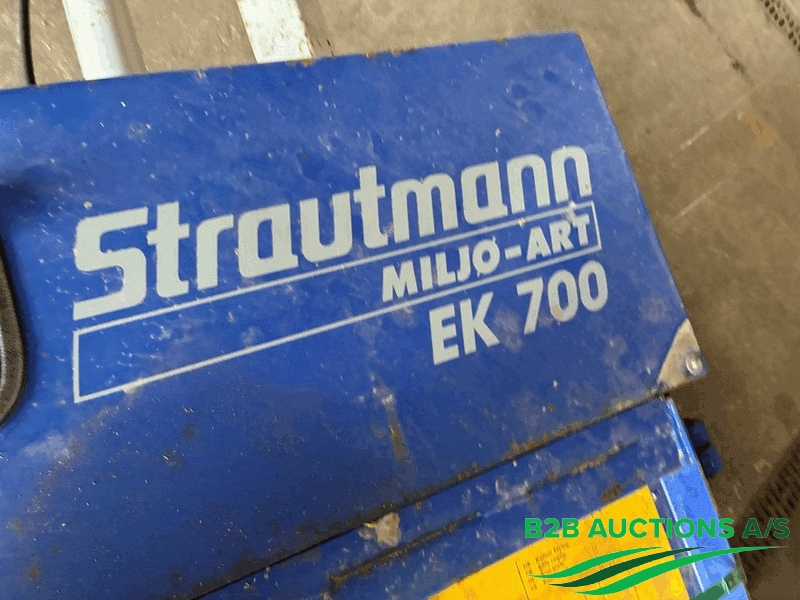 Strautmann
MILJØ-ART
EK 700
B2B AUCTIONS A/S